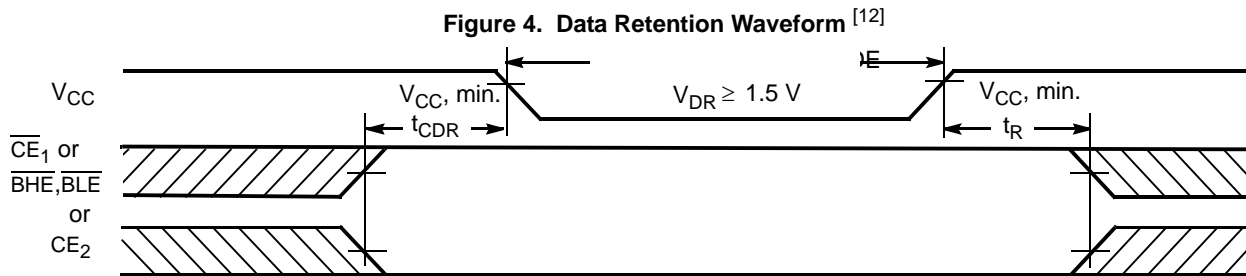 Figure 4. Data Retention Waveform [12]
VCC
VCC, min.
VDR ≥ 1.5 V
VCC, min.
tCDR
tR
CE1 or
BHE,BLE
or
CE2